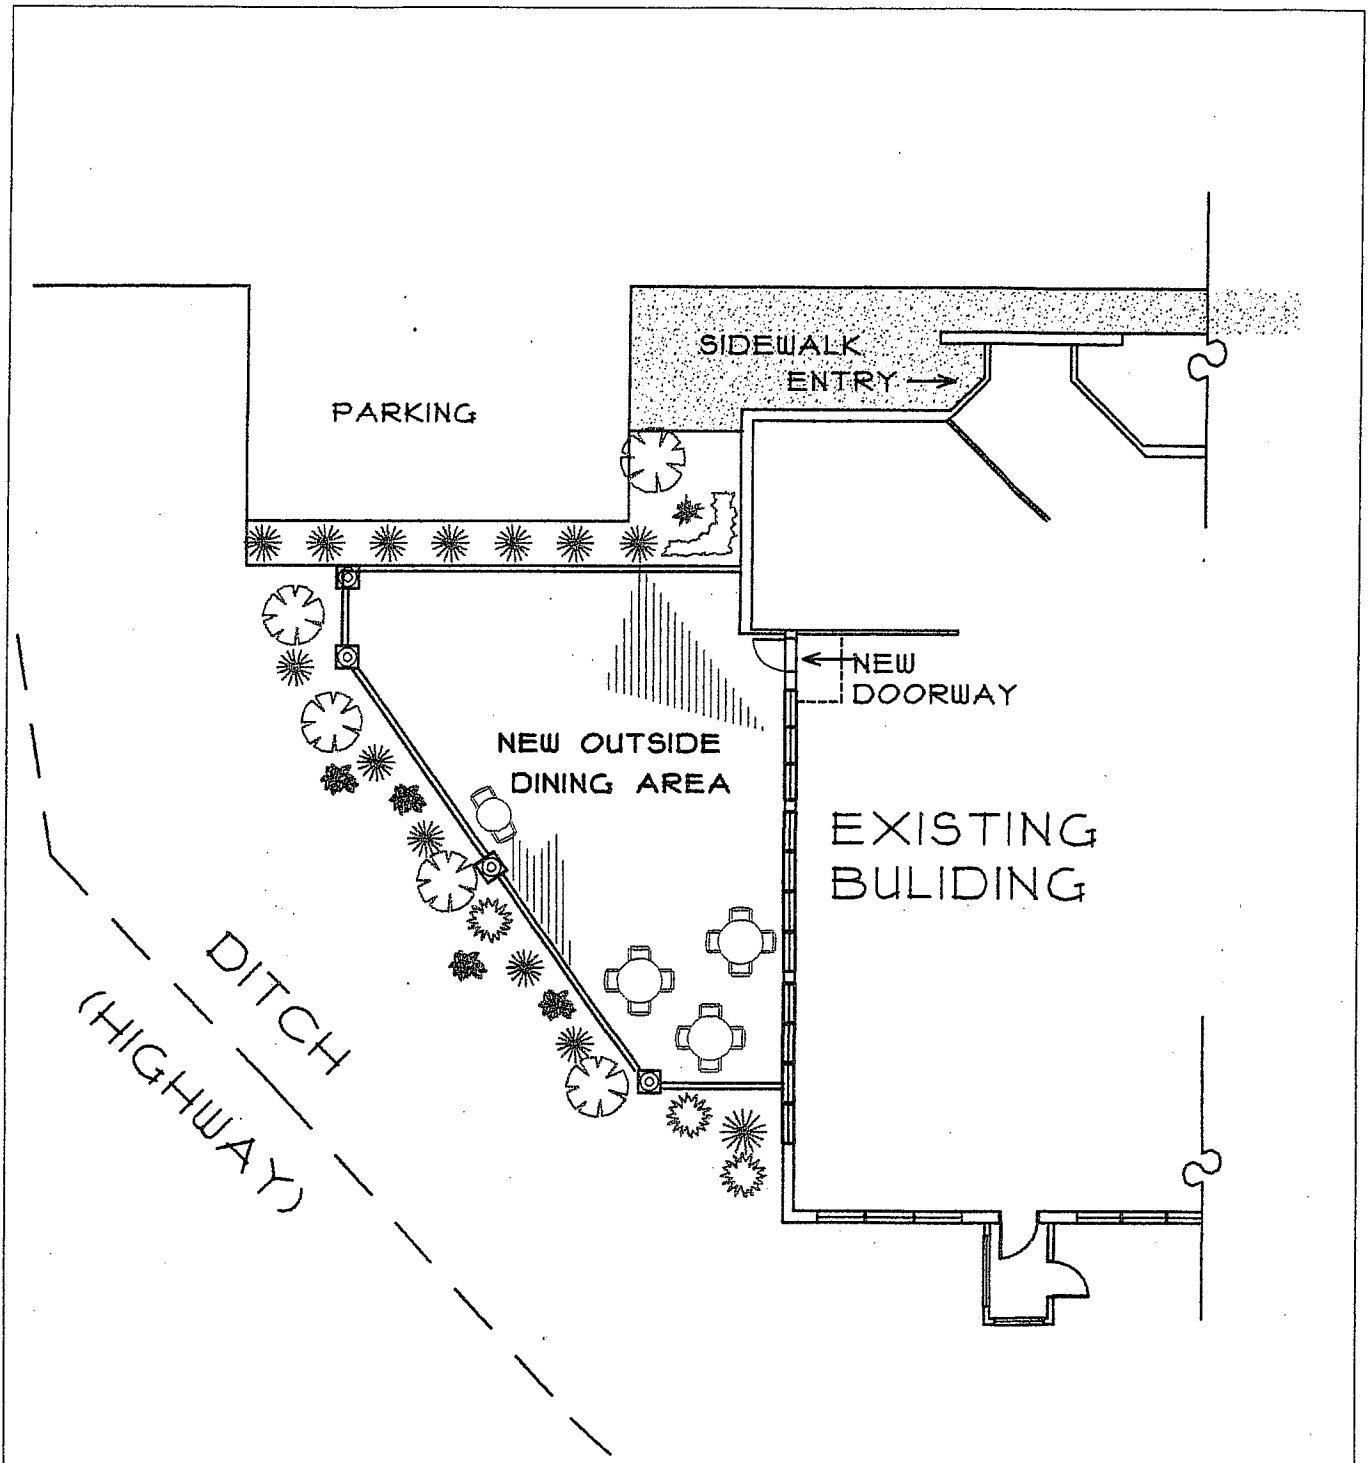 SIDEWALK
ENTRY
PARKING
NEW
DOORWAY
NEW OUTSIDE
DINING AREA
EXISTING
BULIDING
DITCH
(HIGHWAY)